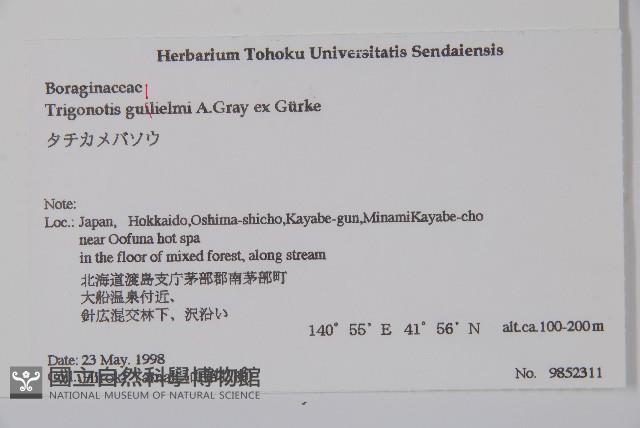 Herbarium Tohoku Universitatis Sendaiensis
Boraginaceae
Trigonotis guilielmi A.Gray ex Gürke
タチカメバソウ
Note:
Loc.: Japan, Hokkaido,Oshima-shicho,Kayabe-gun,MinamiKayabe-cho
near Oofuna hot spa
in the floor of mixed forest, along stream
北海道渡島支庁茅部郡南茅部町
大船温泉付近、
針広混交林下、沢沿い
140° 55' E 41° 56' N alt.ca.100-200 m
Date: 23 May. 1998
國立自然科學博物館
NATIONAL MUSEUM OF NATURAL SCIENCE
No. 9852311